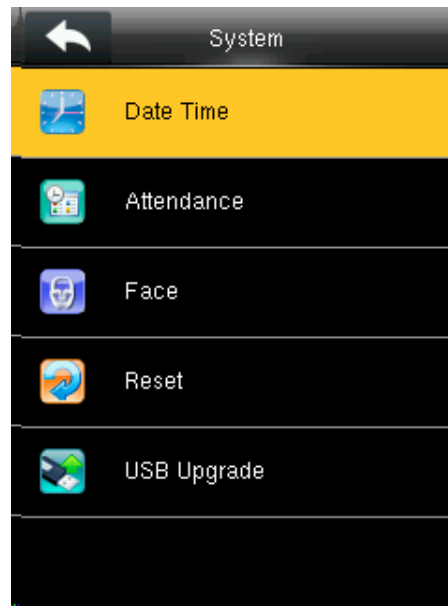 System
Date Time
Attendance
Face
Reset
USB Upgrade